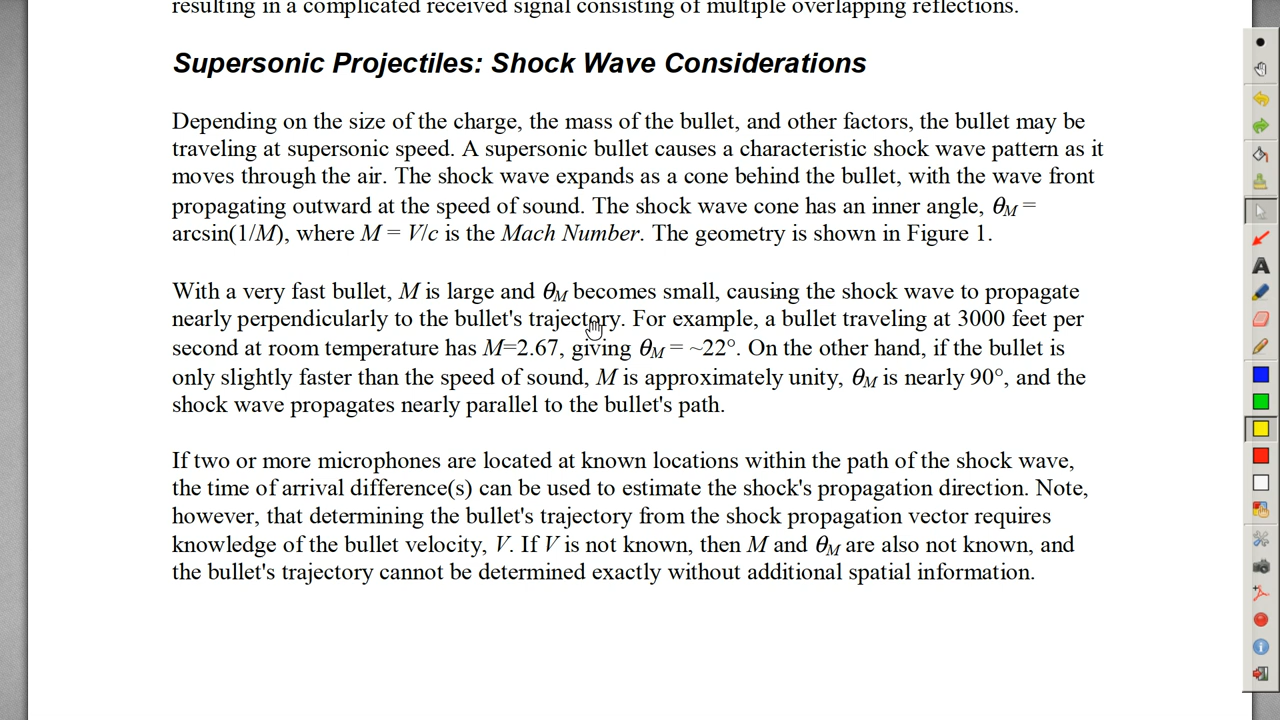 resulting in a complicated received signal consisting of multiple overlapping reflections.
Supersonic Projectiles: Shock Wave Considerations
Depending on the size of the charge, the mass of the bullet, and other factors, the bullet may be
traveling at supersonic speed. A supersonic bullet causes a characteristic shock wave pattern as it
moves through the air. The shock wave expands as a cone behind the bullet, with the wave front
propagating outward at the speed of sound. The shock wave cone has an inner angle, θM =
arcsin(1/M), where M = V/c is the Mach Number. The geometry is shown in Figure 1.
With a very fast bullet, M is large and θM becomes small, causing the shock wave to propagate
nearly perpendicularly to the bullet's trajectory. For example, a bullet traveling at 3000 feet per
second at room temperature has M=2.67, giving θM = ~22°. On the other hand, if the bullet is
only slightly faster than the speed of sound, M is approximately unity, θM is nearly 90°, and the
shock wave propagates nearly parallel to the bullet's path.
If two or more microphones are located at known locations within the path of the shock wave,
the time of arrival difference(s) can be used to estimate the shock's propagation direction. Note,
however, that determining the bullet's trajectory from the shock propagation vector requires
knowledge of the bullet velocity, V. If V is not known, then M and θM are also not known, and
the bullet's trajectory cannot be determined exactly without additional spatial information.